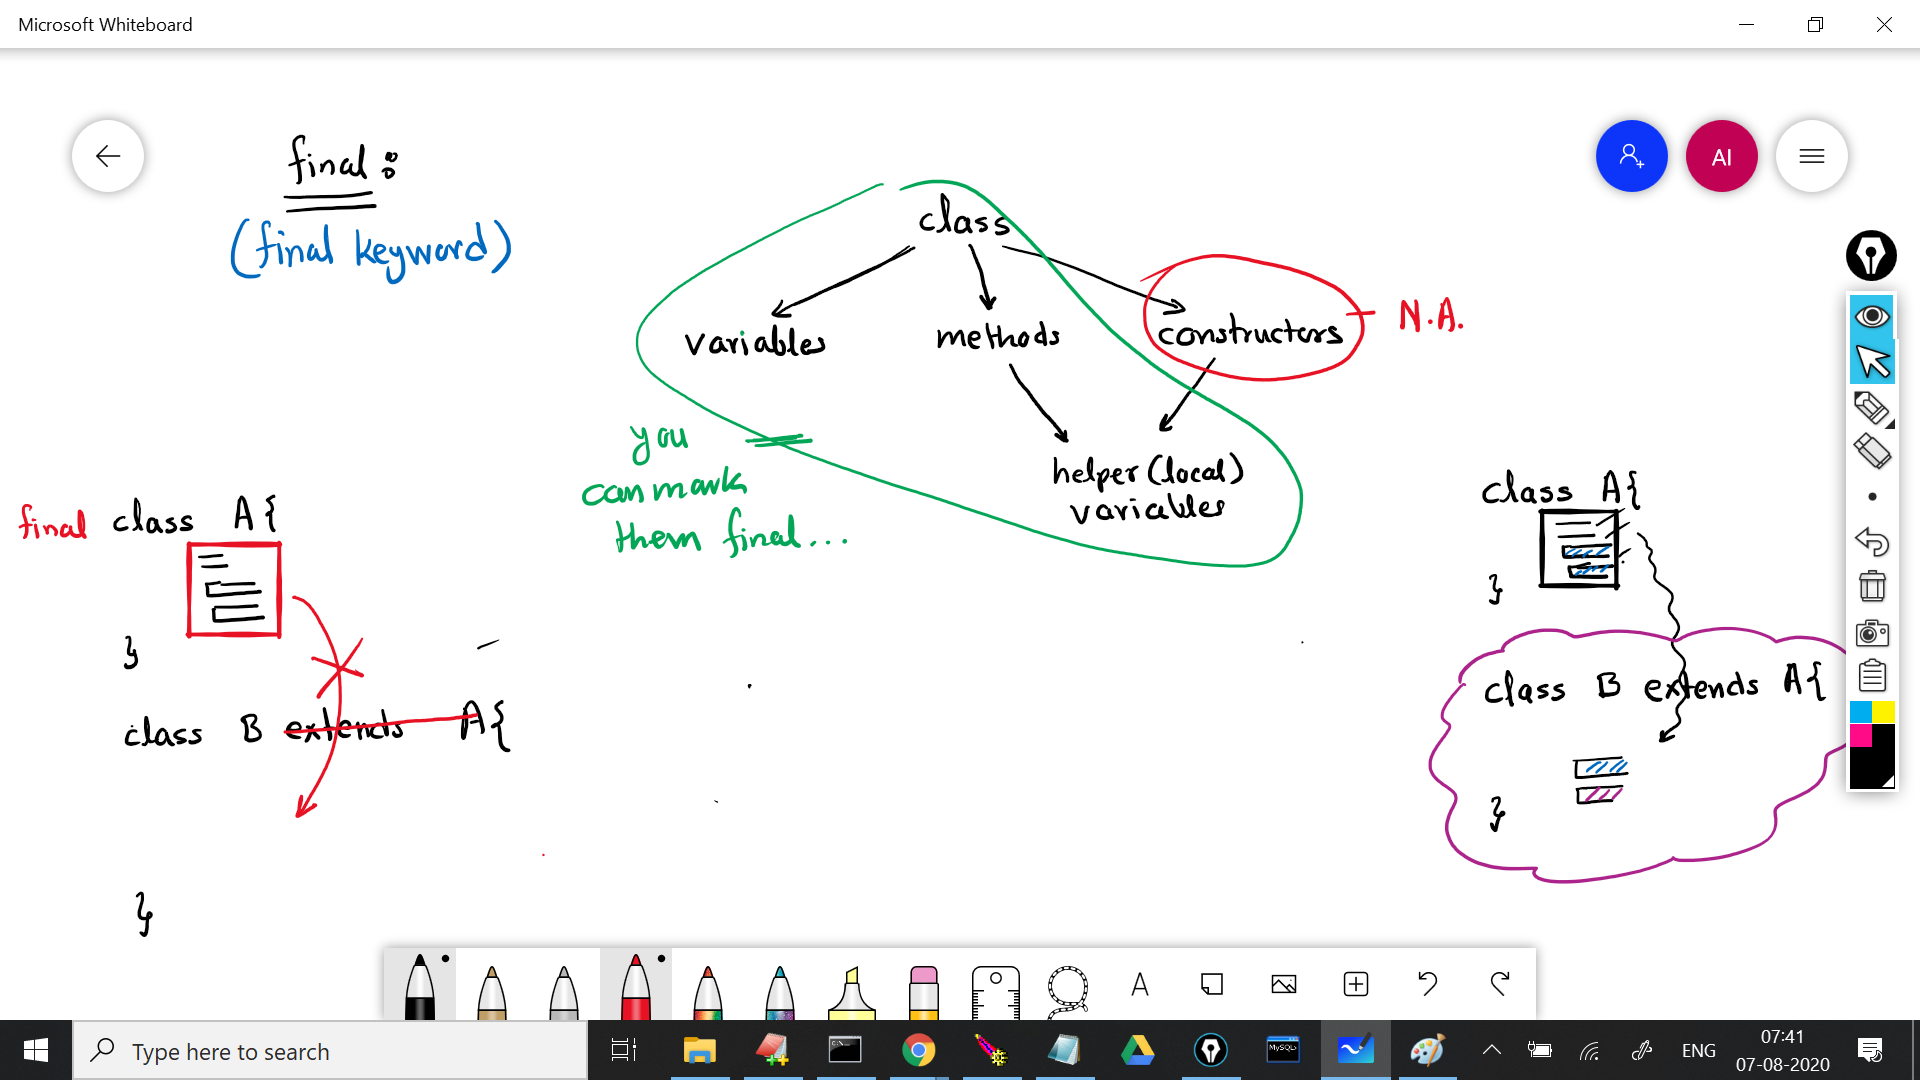 Microsoft Whiteboard
final :
(final keyword)
class
variables
methods
constructors
N.A.
helper (local)
variables
you
can mark
them final...
final class A{
}
class B extends A{
}
class A{
}
class B extends A{
}
AI
A
C:\
MySQL
Type here to search
ENG
07:41
07-08-2020